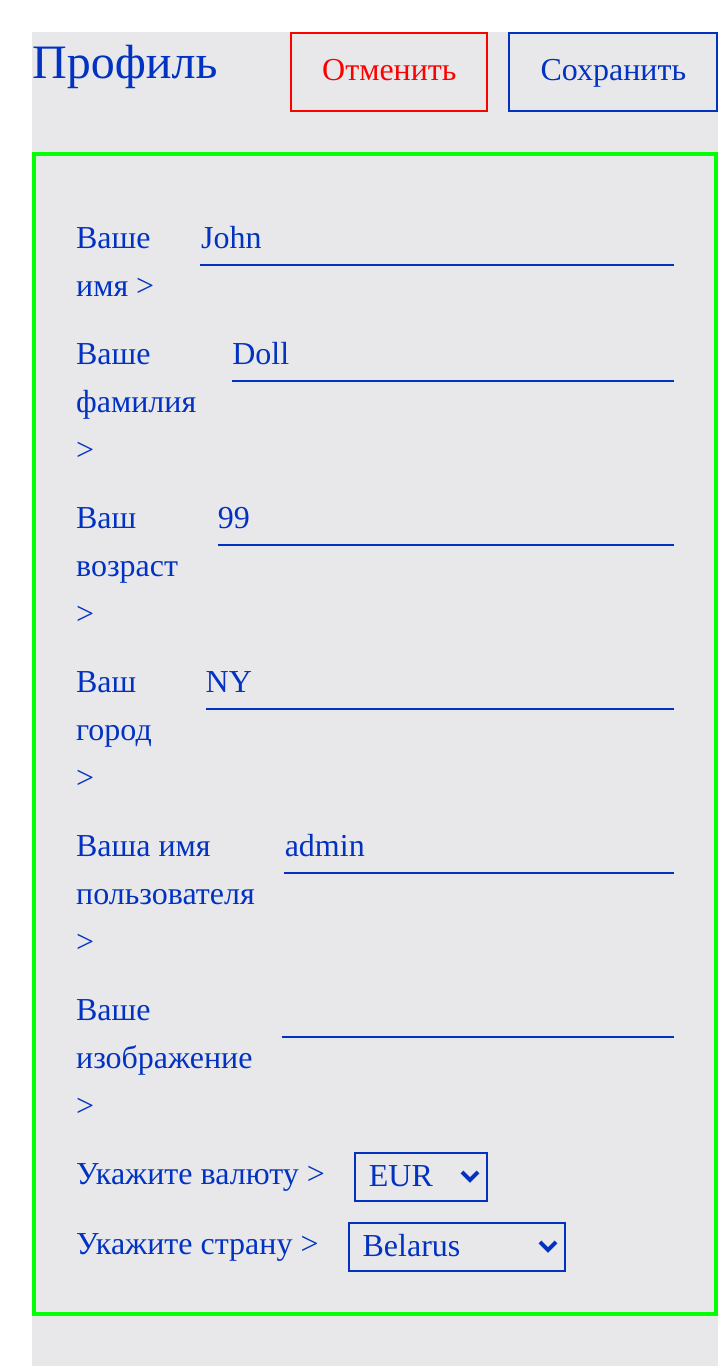 Профиль Отменить Сохранить
Ваше John
имя >
Ваше Doll
фамилия
>
Ваш 99
возраст
>
Ваш NY
город
>
Ваша имя admin
пользователя
>
Ваше
изображение
>
Укажите валюту > EUR
Укажите страну > Belarus